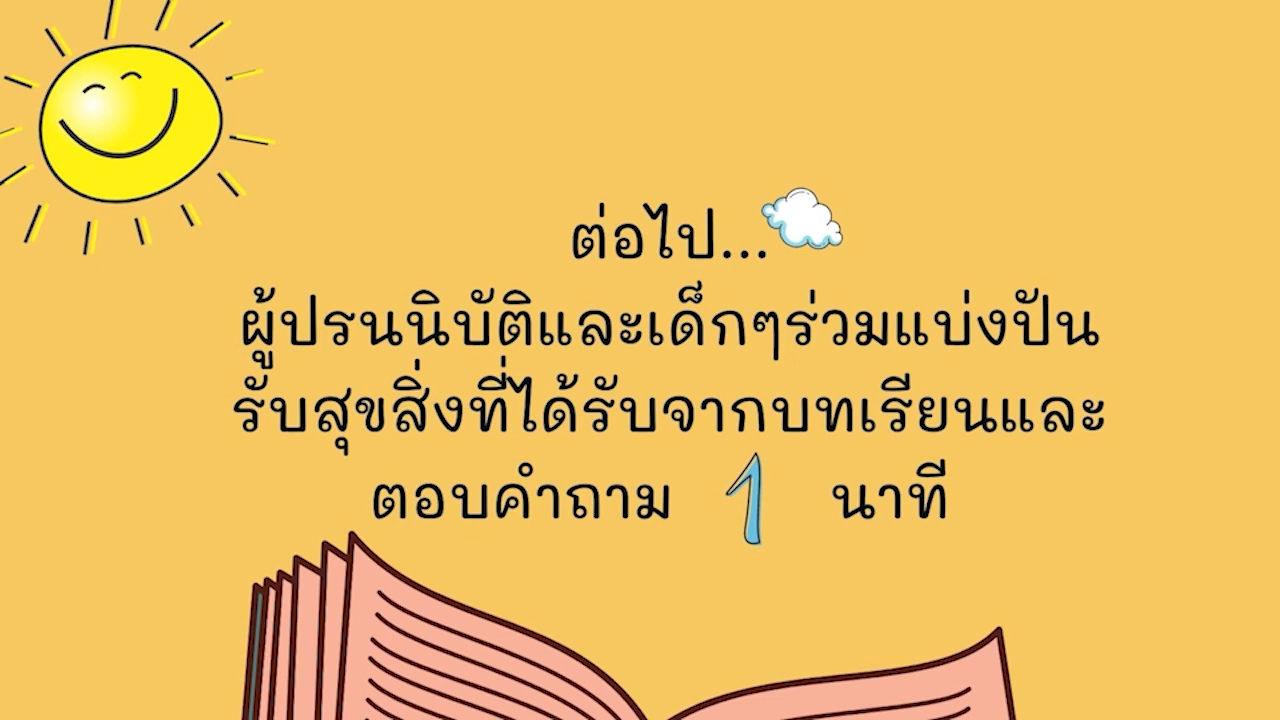 ต่อไป...
ผู้ปรนนิบัติและเด็กๆร่วมแบ่งปัน
รับสุขสิ่งที่ได้รับจากบทเรียนและ
ตอบคำถาม 1 นาที